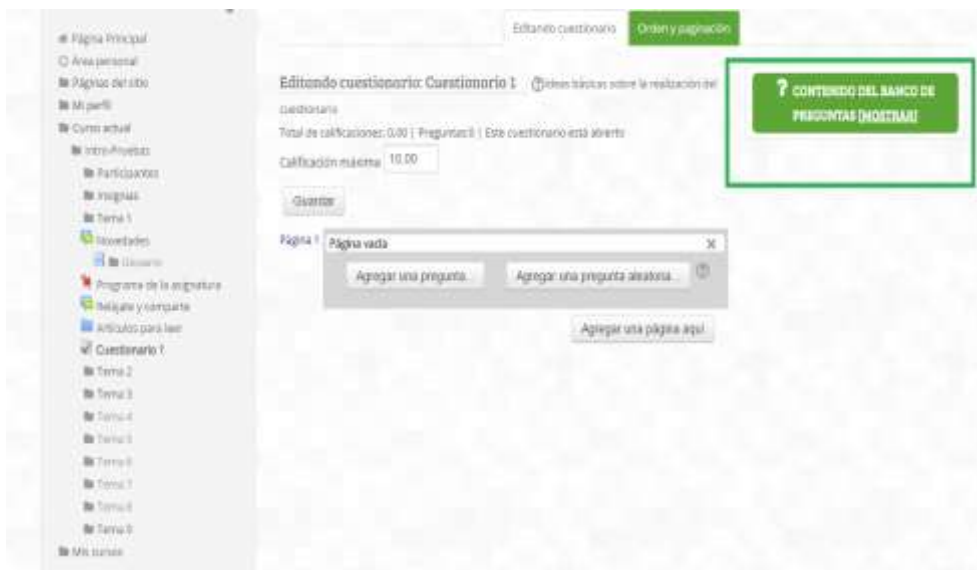 Editando cuestionario
Orden y paginación
Página Principal
Área personal
Páginas del sitio
Mi perfil
Curso actual
Intro-Pruebas
Participantes
Insignias
Tema 1
Novedades
Glosario
Programa de la asignatura
Relájate y comparte
Artículos para leer
Cuestionario 1
Tema 2
Tema 3
Tema 4
Tema 5
Tema 6
Tema 7
Tema 8
Tema 9
Mis cursos
Editando cuestionario: Cuestionario 1 Ideas básicas sobre la realización del
cuestionario
Total de calificaciones: 0,00 | Preguntas: 0 | Este cuestionario está abierto
Calificación máxima 10,00
Guardar
Página 1 Página vacía X
Agregar una pregunta... Agregar una pregunta aleatoria...
Agregar una página aquí
? CONTENIDO DEL BANCO DE
PREGUNTAS [MOSTRAR]